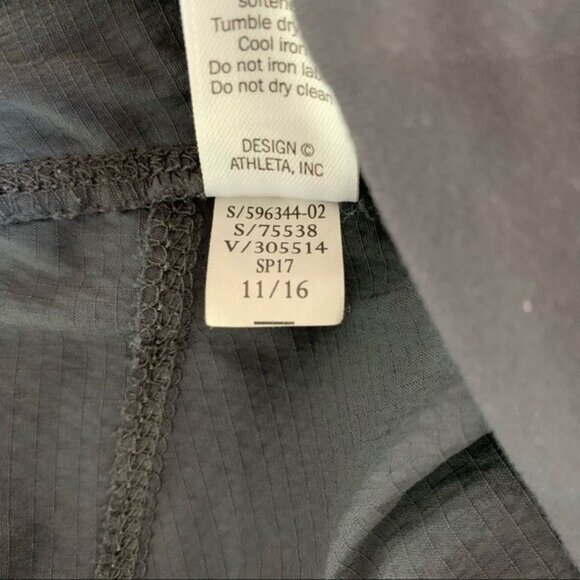 Tumble dry
Cool iron
Do not iron
Do not dry clean
DESIGN ©
ATHLETA, INC
S/596344-02
S/75538
V/305514
SP17
11/16